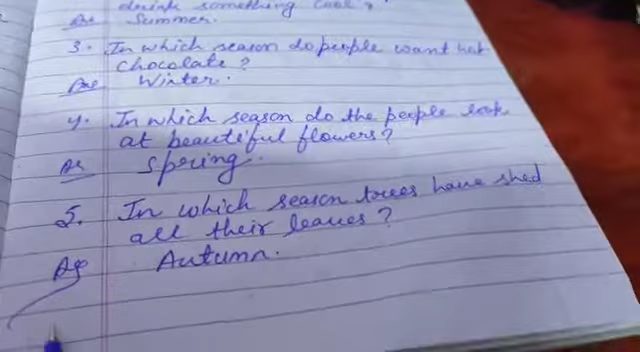 drink something cool?
Ans Summer.
3. In which season do people want hot
chocolate?
Ans Winter.
4. In which season do the people look
at beautiful flowers?
Ans Spring.
5. In which season trees have shed
all their leaves?
Ans Autumn.